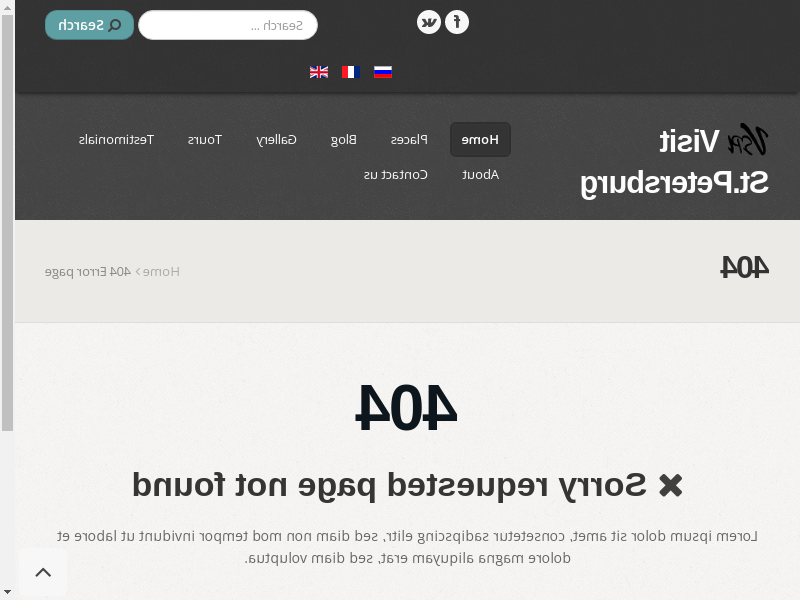 Search ...
Search
Vspb Visit
St.Petersburg
Home
Places
Blog
Gallery
Tours
Testimonials
About
Contact us
404
Home > 404 Error page
404
Sorry requested page not found
Lorem ipsum dolor sit amet, consetetur sadipscing elitr, sed diam non mod tempor invidunt ut labore et
dolore magna aliquyam erat, sed diam voluptua.